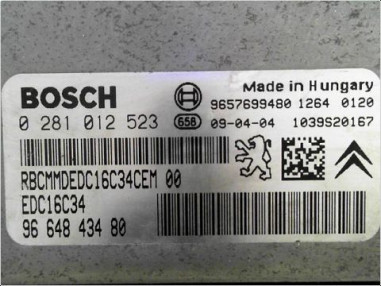 BOSCH
Made in Hungary
9657699480 1264 0120
0 281 012 523 658 09-04-04 1039S20167
RBCMMDEDC16C34CEM 00
EDC16C34
96 648 434 80